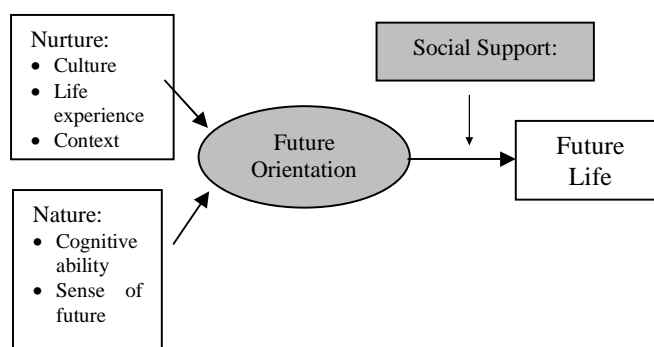 Nurture:
• Culture
• Life
experience
• Context
Social Support:
Future
Orientation
Future
Life
Nature:
• Cognitive
ability
• Sense of
future